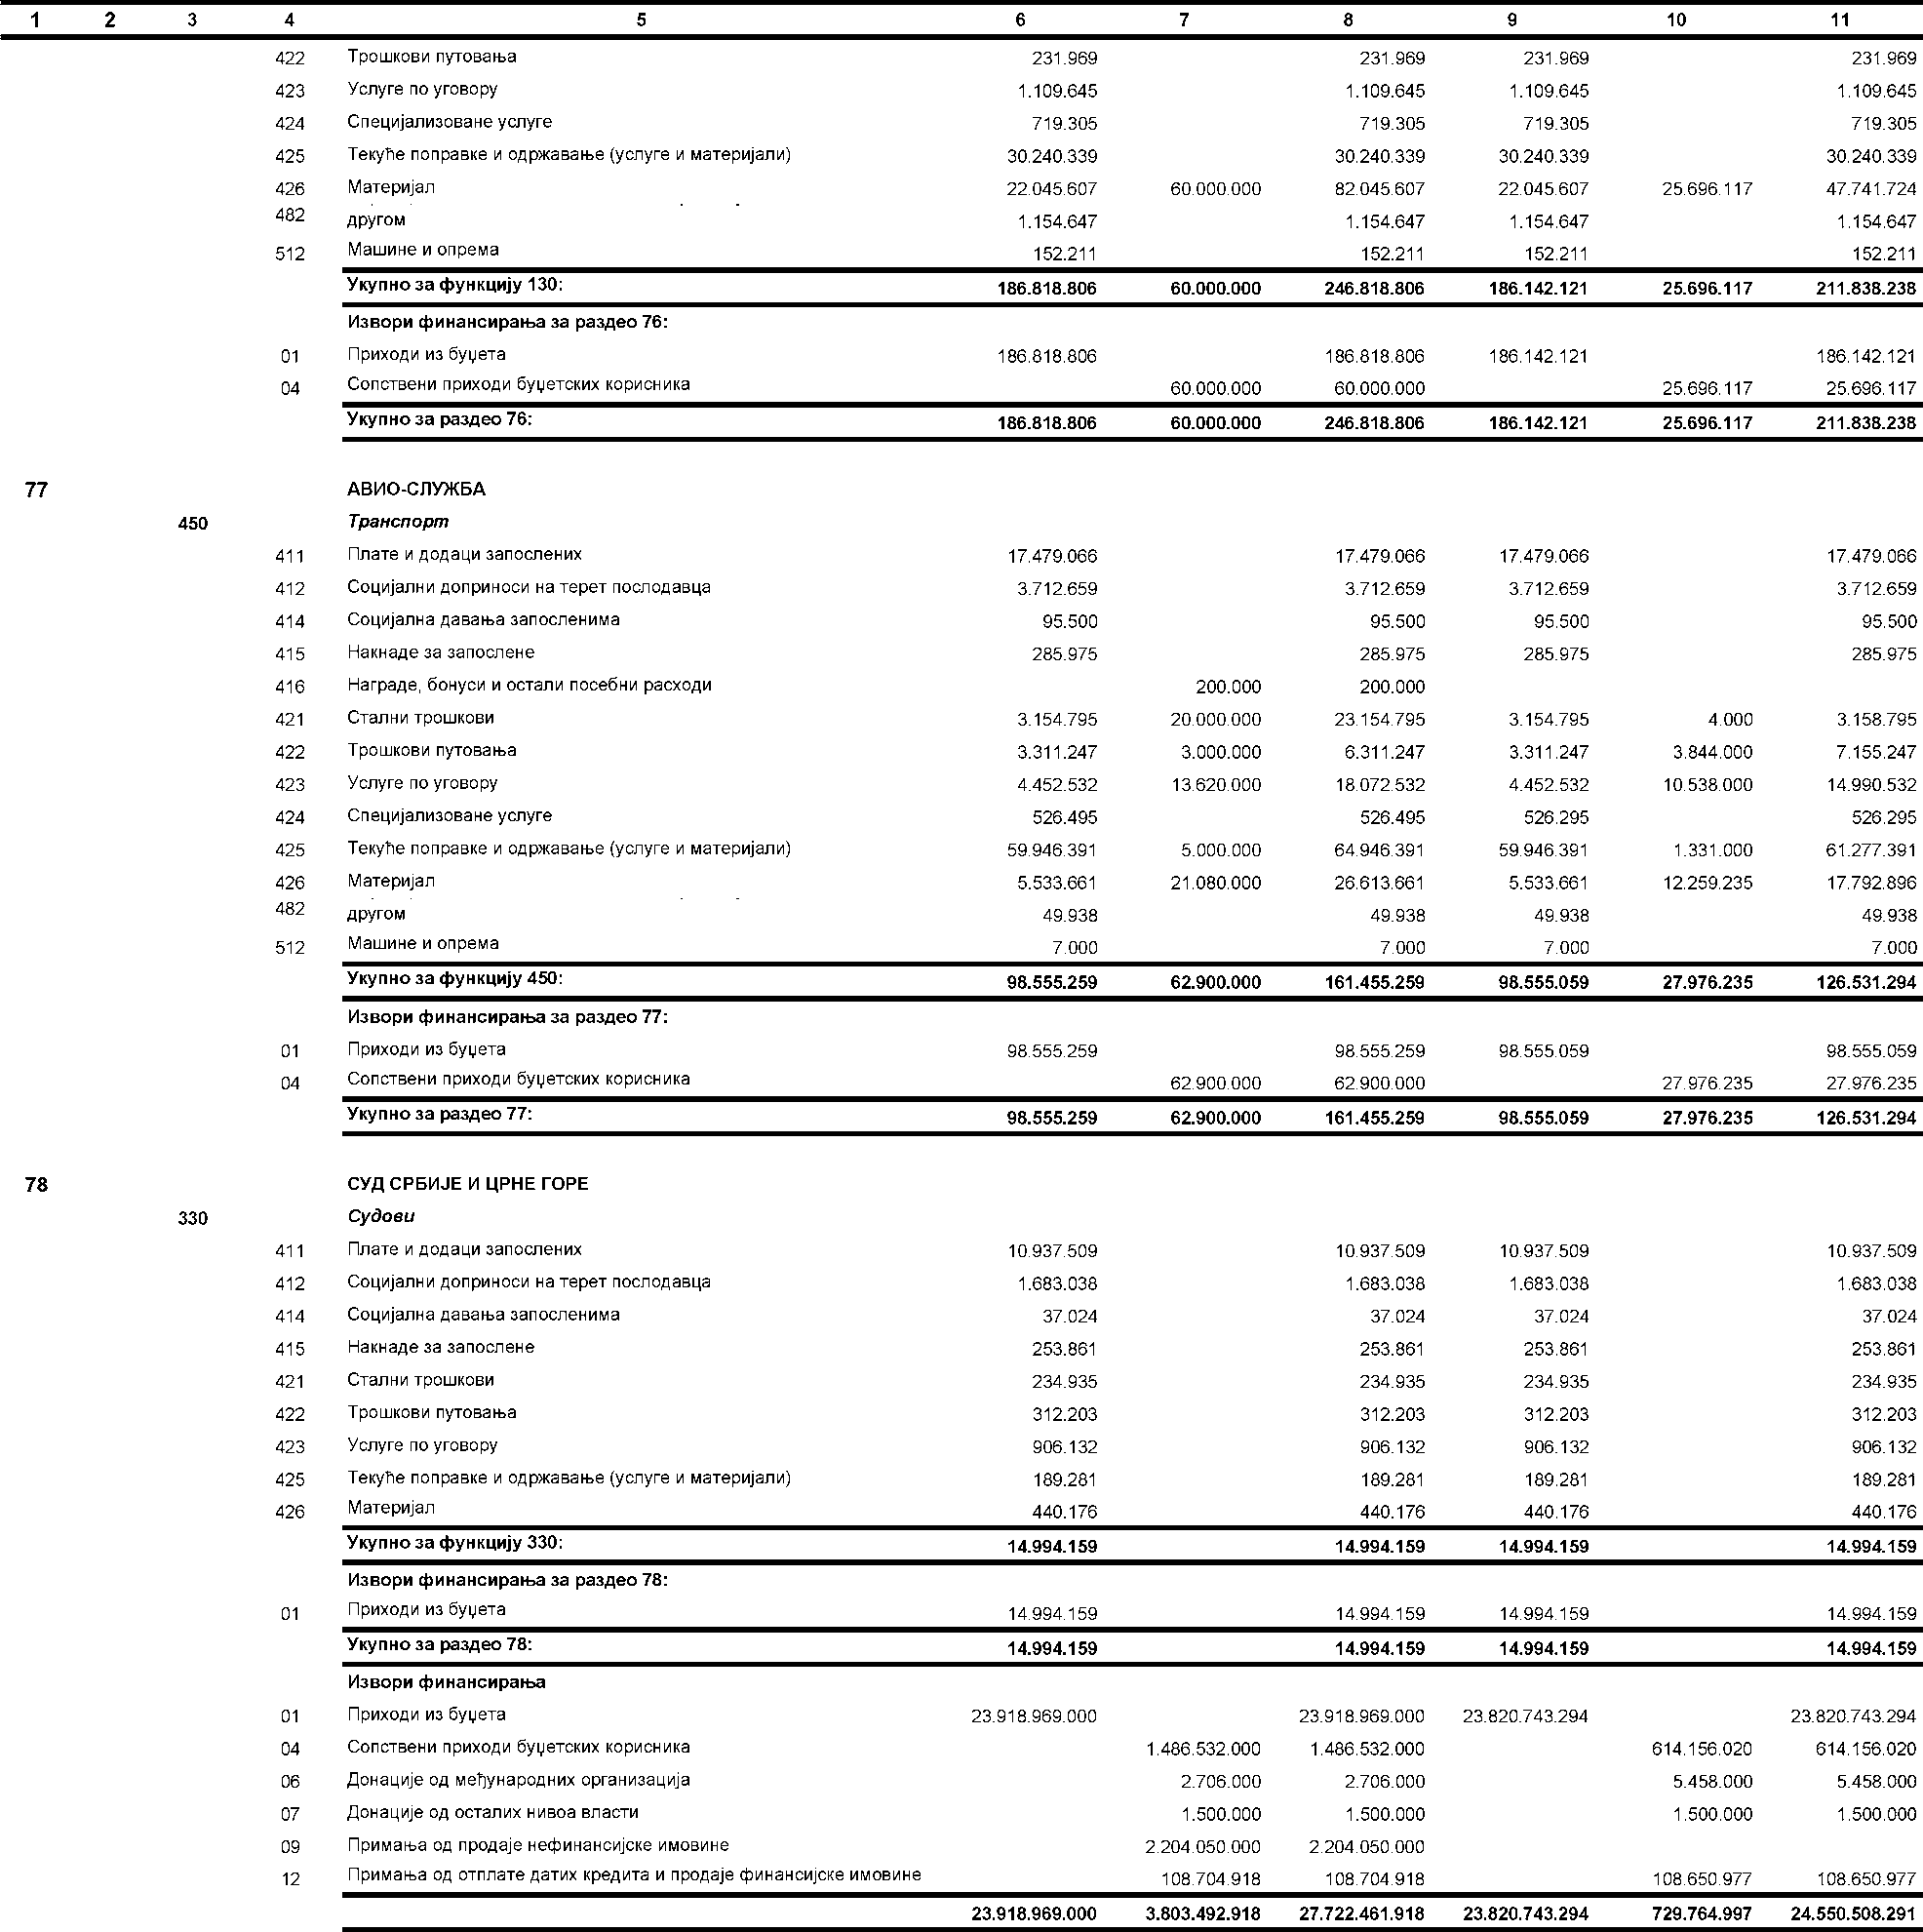 1 2 3 4 5 6 7 8 9 10 11
422 Трошкови путовања 231.969 231.969 231.969 231.969
423 Услуге по уговору 1.109.645 1.109.645 1.109.645 1.109.645
424 Специјализоване услуге 719.305 719.305 719.305 719.305
425 Текуће поправке и одржавање (услуге и материјали) 30.240.339 30.240.339 30.240.339 30.240.339
426 Материјал 22.045.607 60.000.000 82.045.607 22.045.607 25.696.117 47.741.724
482 другом 1.154.647 1.154.647 1.154.647 1.154.647
512 Машине и опрема 152.211 152.211 152.211 152.211
Укупно за функцију 130: 186.818.806 60.000.000 246.818.806 186.142.121 25.696.117 211.838.238
Извори финансирања за раздео 76:
01 Приходи из буџета 186.818.806 186.818.806 186.142.121 186.142.121
04 Сопствени приходи буџетских корисника 60.000.000 60.000.000 25.696.117 25.696.117
Укупно за раздео 76: 186.818.806 60.000.000 246.818.806 186.142.121 25.696.117 211.838.238
77 АВИО-СЛУЖБА
450 Транспорт
411 Плате и додаци запослених 17.479.066 17.479.066 17.479.066 17.479.066
412 Социјални доприноси на терет послодавца 3.712.659 3.712.659 3.712.659 3.712.659
414 Социјална давања запосленима 95.500 95.500 95.500 95.500
415 Накнаде за запослене 285.975 285.975 285.975 285.975
416 Награде, бонуси и остали посебни расходи 200.000 200.000
421 Стални трошкови 3.154.795 20.000.000 23.154.795 3.154.795 4.000 3.158.795
422 Трошкови путовања 3.311.247 3.000.000 6.311.247 3.311.247 3.844.000 7.155.247
423 Услуге по уговору 4.452.532 13.620.000 18.072.532 4.452.532 10.538.000 14.990.532
424 Специјализоване услуге 526.495 526.495 526.295 526.295
425 Текуће поправке и одржавање (услуге и материјали) 59.946.391 5.000.000 64.946.391 59.946.391 1.331.000 61.277.391
426 Материјал 5.533.661 21.080.000 26.613.661 5.533.661 12.259.235 17.792.896
482 другом 49.938 49.938 49.938 49.938
512 Машине и опрема 7.000 7.000 7.000 7.000
Укупно за функцију 450: 98.555.259 62.900.000 161.455.259 98.555.059 27.976.235 126.531.294
Извори финансирања за раздео 77:
01 Приходи из буџета 98.555.259 98.555.259 98.555.059 98.555.059
04 Сопствени приходи буџетских корисника 62.900.000 62.900.000 27.976.235 27.976.235
Укупно за раздео 77: 98.555.259 62.900.000 161.455.259 98.555.059 27.976.235 126.531.294
78 СУД СРБИЈЕ И ЦРНЕ ГОРЕ
330 Судови
411 Плате и додаци запослених 10.937.509 10.937.509 10.937.509 10.937.509
412 Социјални доприноси на терет послодавца 1.683.038 1.683.038 1.683.038 1.683.038
414 Социјална давања запосленима 37.024 37.024 37.024 37.024
415 Накнаде за запослене 253.861 253.861 253.861 253.861
421 Стални трошкови 234.935 234.935 234.935 234.935
422 Трошкови путовања 312.203 312.203 312.203 312.203
423 Услуге по уговору 906.132 906.132 906.132 906.132
425 Текуће поправке и одржавање (услуге и материјали) 189.281 189.281 189.281 189.281
426 Материјал 440.176 440.176 440.176 440.176
Укупно за функцију 330: 14.994.159 14.994.159 14.994.159 14.994.159
Извори финансирања за раздео 78:
01 Приходи из буџета 14.994.159 14.994.159 14.994.159 14.994.159
Укупно за раздео 78: 14.994.159 14.994.159 14.994.159 14.994.159
Извори финансирања
01 Приходи из буџета 23.918.969.000 23.918.969.000 23.820.743.294 23.820.743.294
04 Сопствени приходи буџетских корисника 1.486.532.000 1.486.532.000 614.156.020 614.156.020
06 Донације од међународних организација 2.706.000 2.706.000 5.458.000 5.458.000
07 Донације од осталих нивоа власти 1.500.000 1.500.000 1.500.000 1.500.000
09 Примања од продаје нефинансијске имовине 2.204.050.000 2.204.050.000
12 Примања од отплате датих кредита и продаје финансијске имовине 108.704.918 108.704.918 108.650.977 108.650.977
23.918.969.000 3.803.492.918 27.722.461.918 23.820.743.294 729.764.997 24.550.508.291